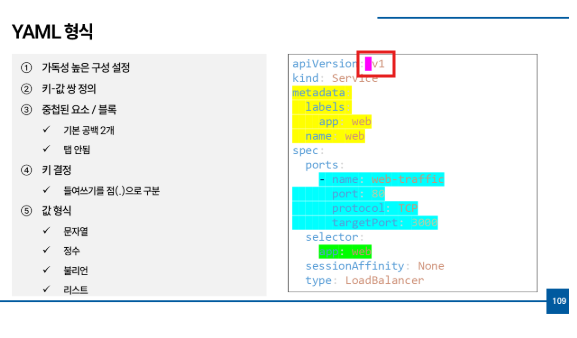 YAML 형식
① 가독성 높은 구성 설정
② 키-값 쌍 정의
③ 중첩된 요소 / 블록
✓ 기본 공백 2개
✓ 탭 안됨
④ 키 결정
✓ 들여쓰기를 점(.)으로 구분
⑤ 값 형식
✓ 문자열
✓ 정수
✓ 불리언
✓ 리스트
apiVersion: v1
kind: Service
metadata:
labels:
app: web
name: web
spec:
ports:
- name: web-traffic
port: 80
protocol: TCP
targetPort:
selector:
app: web
sessionAffinity: None
type: LoadBalancer
109